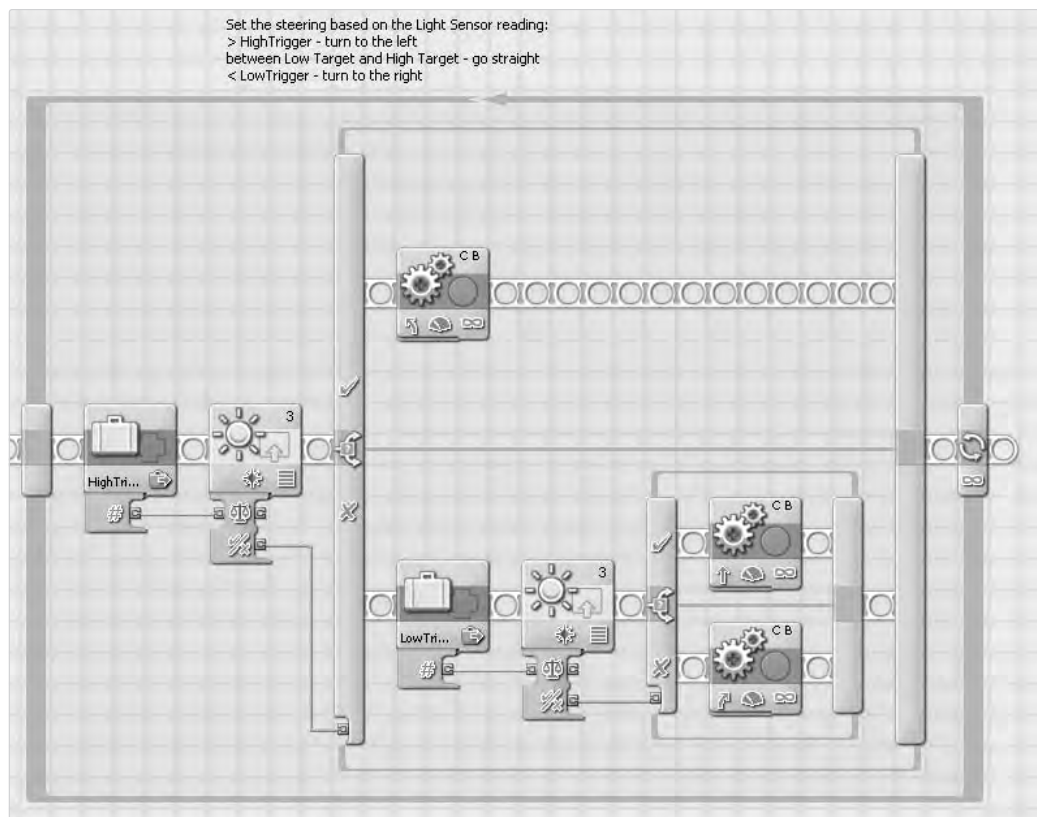 Set the steering based on the Light Sensor reading:
> HighTrigger - turn to the left
between Low Target and High Target - go straight
< LowTrigger - turn to the right
C B
3
HighTri...
#
C B
3
LowTri...
#
C B